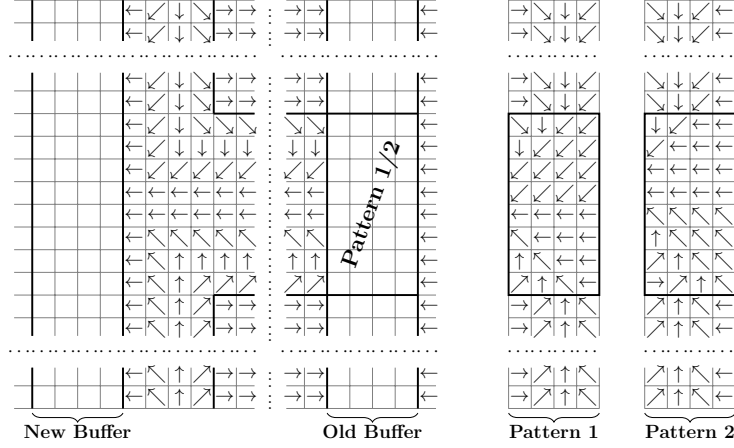 Pattern 1/2
New Buffer
Old Buffer
Pattern 1
Pattern 2